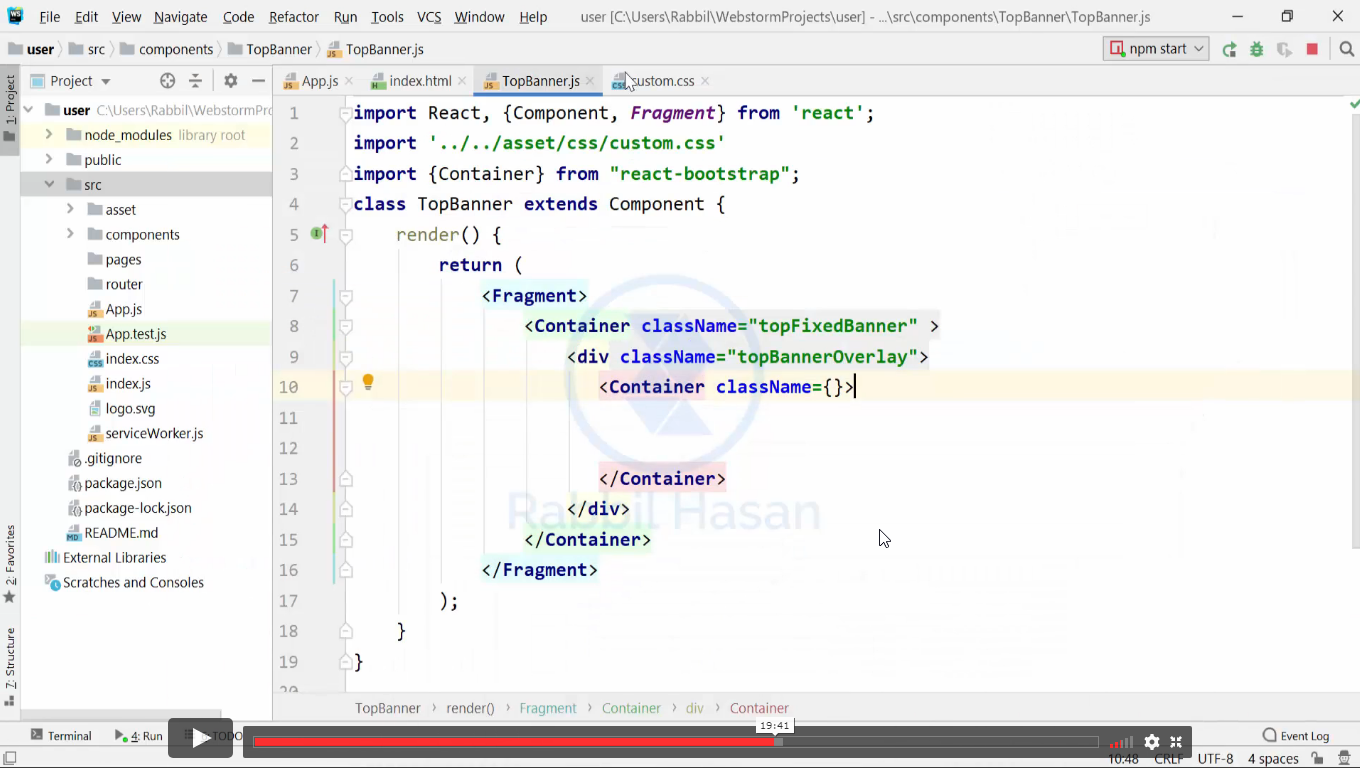 WS File Edit View Navigate Code Refactor Run Tools VCS Window Help user [C:\Users\Rabbil\WebstormProjects\user] - ...\src\components\TopBanner\TopBanner.js
user src components TopBanner TopBanner.js npm start
1: Project
Project App.js index.html TopBanner.js custom.css
user C:\Users\Rabbil\WebstormPro
node_modules library root
public
src
asset
components
pages
router
App.js
App.test.js
index.css
index.js
logo.svg
serviceWorker.js
.gitignore
package.json
package-lock.json
README.md
External Libraries
Scratches and Consoles
2: Favorites
7: Structure
1 import React, {Component, Fragment} from 'react';
2 import '../../asset/css/custom.css'
3 import {Container} from "react-bootstrap";
4 class TopBanner extends Component {
5 render() {
6 return (
7 <Fragment>
8 <Container className="topFixedBanner" >
9 <div className="topBannerOverlay">
10 <Container className={}>
11
12
13 </Container>
14 </div>
15 </Container>
16 </Fragment>
17 );
18 }
19 }
20
Rabbil Hasan
TopBanner › render() › Fragment › Container › div › Container
19:41
Terminal 4: Run TODO Event Log
10:48 CRLF UTF-8 4 spaces